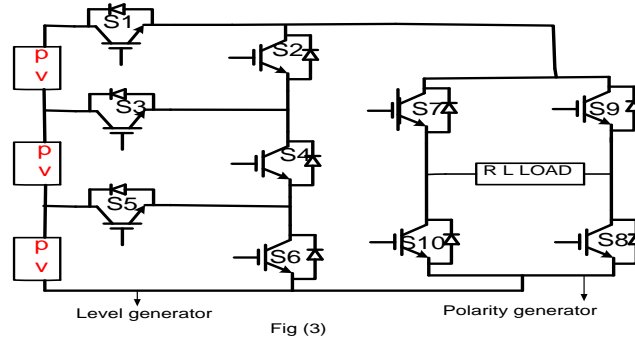 S1
p
v
S2
S3
p
v
S7
S9
S4
R L LOAD
S5
p
v
S6
S10
S8
Level generator
Polarity generator
Fig (3)